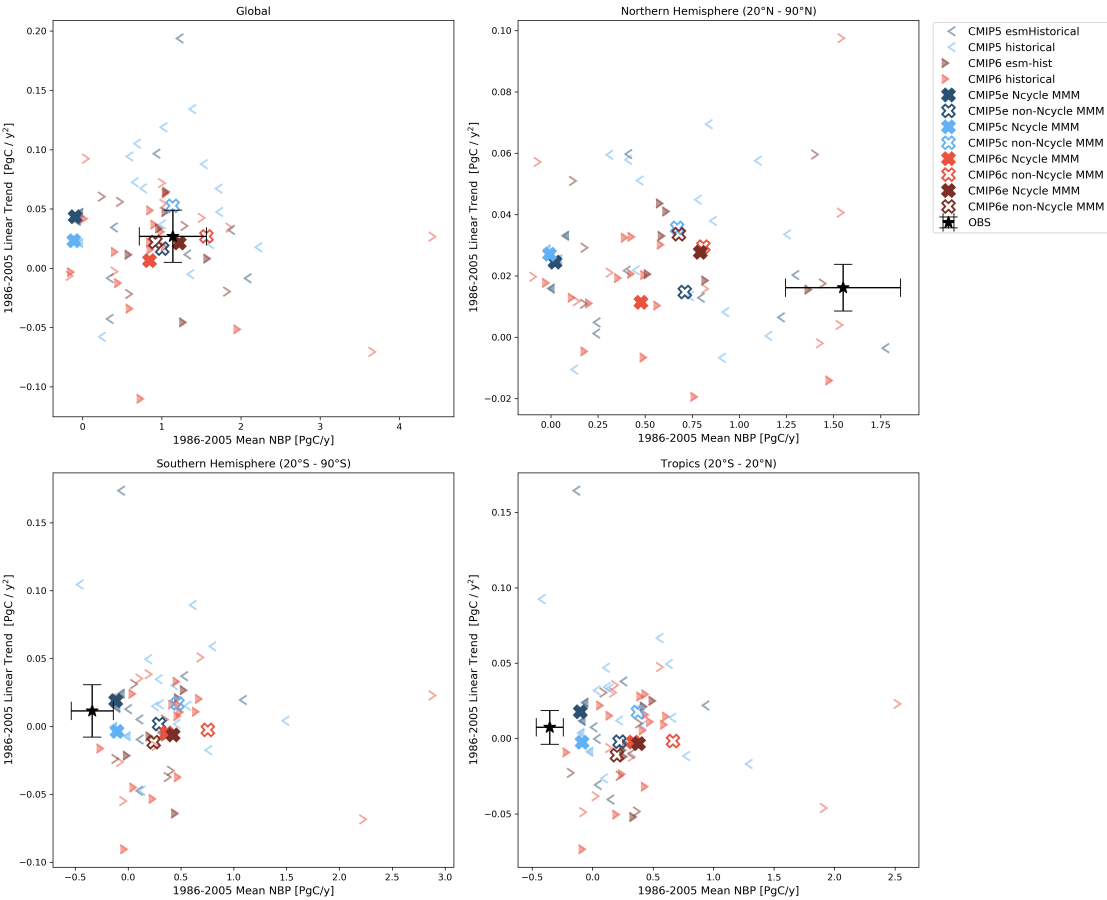 Global
0.20
0.15
0.10
0.05
0.00
−0.05
−0.10
0
1
2
3
4
1986-2005 Linear Trend [PgC / y²]
1986-2005 Mean NBP [PgC/y]
Northern Hemisphere (20°N - 90°N)
0.10
0.08
0.06
0.04
0.02
0.00
−0.02
0.00
0.25
0.50
0.75
1.00
1.25
1.50
1.75
1986-2005 Linear Trend [PgC / y²]
1986-2005 Mean NBP [PgC/y]
CMIP5 esmHistorical
CMIP5 historical
CMIP6 esm-hist
CMIP6 historical
CMIP5e Ncycle MMM
CMIP5e non-Ncycle MMM
CMIP5c Ncycle MMM
CMIP5c non-Ncycle MMM
CMIP6c Ncycle MMM
CMIP6c non-Ncycle MMM
CMIP6e Ncycle MMM
CMIP6e non-Ncycle MMM
OBS
Southern Hemisphere (20°S - 90°S)
0.15
0.10
0.05
0.00
−0.05
−0.10
−0.5
0.0
0.5
1.0
1.5
2.0
2.5
3.0
1986-2005 Linear Trend [PgC / y²]
1986-2005 Mean NBP [PgC/y]
Tropics (20°S - 20°N)
0.15
0.10
0.05
0.00
−0.05
−0.5
0.0
0.5
1.0
1.5
2.0
2.5
1986-2005 Linear Trend [PgC / y²]
1986-2005 Mean NBP [PgC/y]